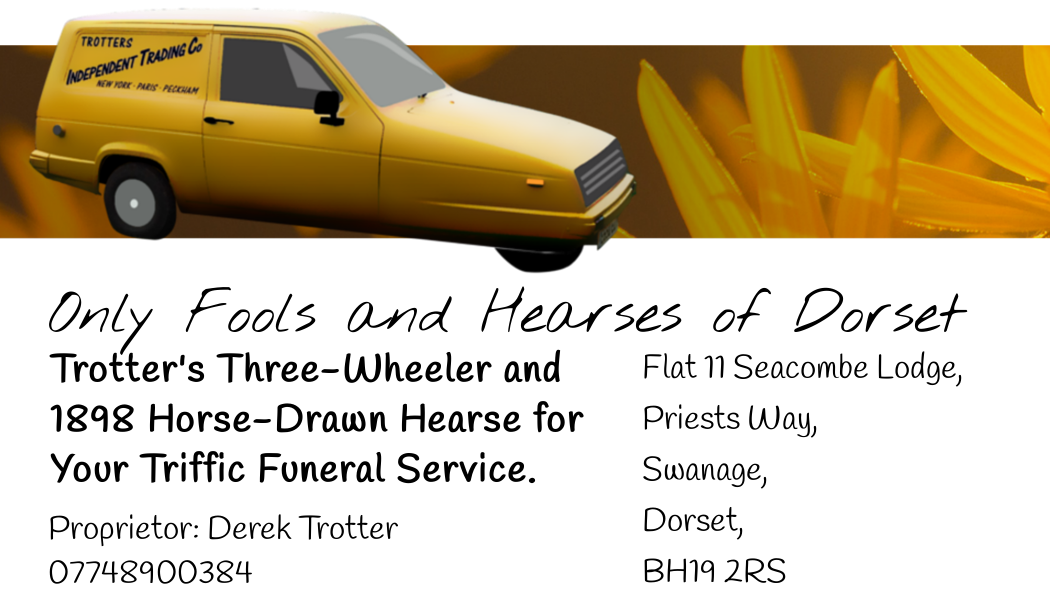 TROTTERS
INDEPENDENT TRADING Co
NEW YORK · PARIS · PECKHAM
Only Fools and Hearses of Dorset
Trotter's Three-Wheeler and
1898 Horse-Drawn Hearse for
Your Triffic Funeral Service.
Proprietor: Derek Trotter
07748900384
Flat 11 Seacombe Lodge,
Priests Way,
Swanage,
Dorset,
BH19 2RS